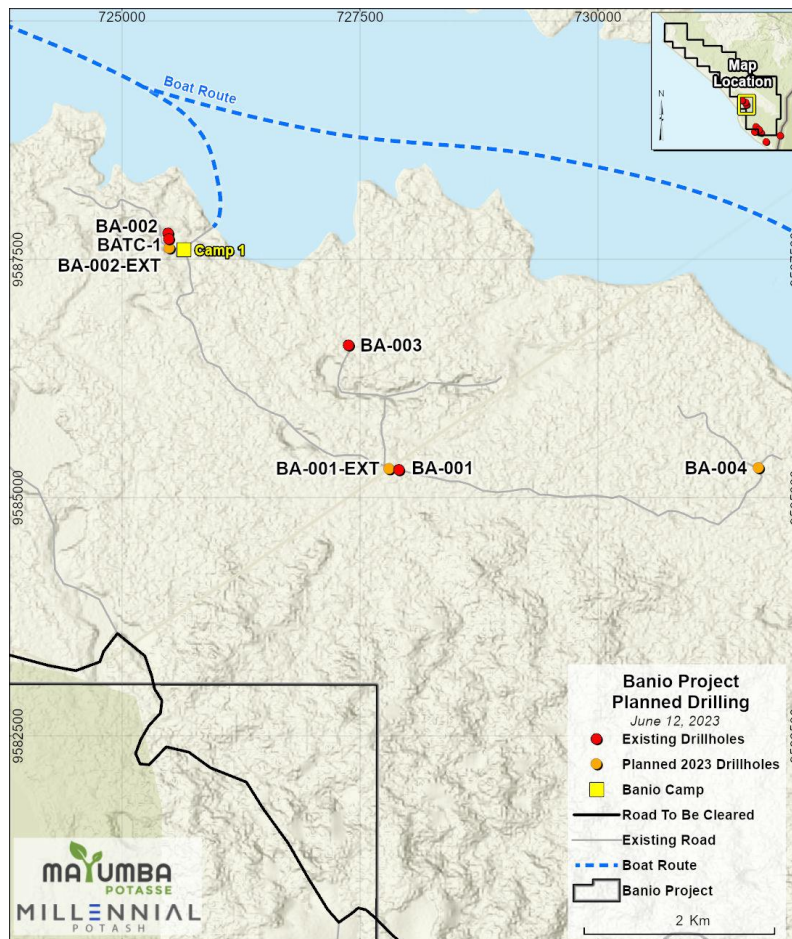 725000
727500
730000
Boat Route
Map
Location
N
BA-002
BATC-1
BA-002-EXT
Camp 1
9587500
BA-003
BA-001-EXT
BA-001
BA-004
9585000
9585000
9582500
Banio Project
Planned Drilling
June 12, 2023
Existing Drillholes
Planned 2023 Drillholes
Banio Camp
Road To Be Cleared
Existing Road
Boat Route
Banio Project
2 Km
MAYUMBA
POTASSE
MILLENNIAL
POTASH